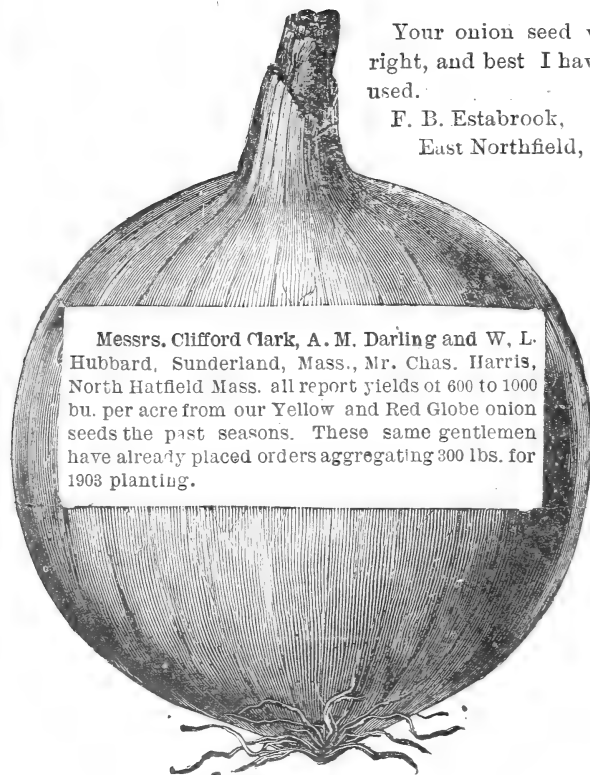 Your onion seed
right, and best I
used.
F. B. Estabrook,
East Northfield,
Messrs. Clifford Clark, A. M. Darling and W. L.
Hubbard, Sunderland, Mass., Mr. Chas. Harris,
North Hatfield Mass. all report yields of 600 to 1000
bu. per acre from our Yellow and Red Globe onion
seeds the past seasons. These same gentlemen
have already placed orders aggregating 300 lbs. for
1903 planting.